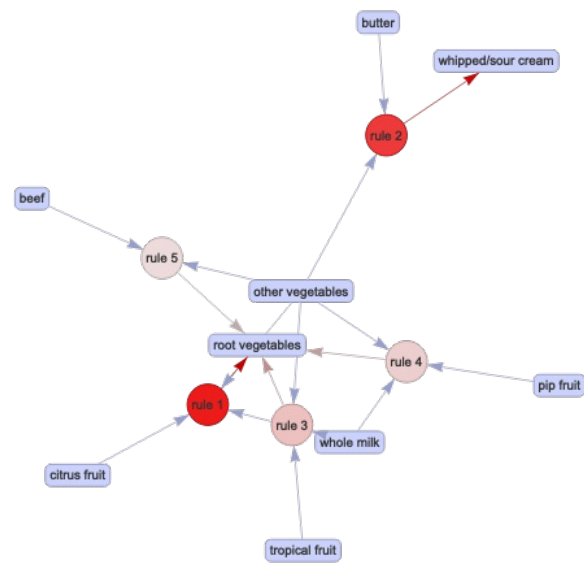 butter
whipped/sour cream
rule 2
beef
rule 5
other vegetables
root vegetables
rule 4
pip fruit
rule 1
rule 3
whole milk
citrus fruit
tropical fruit